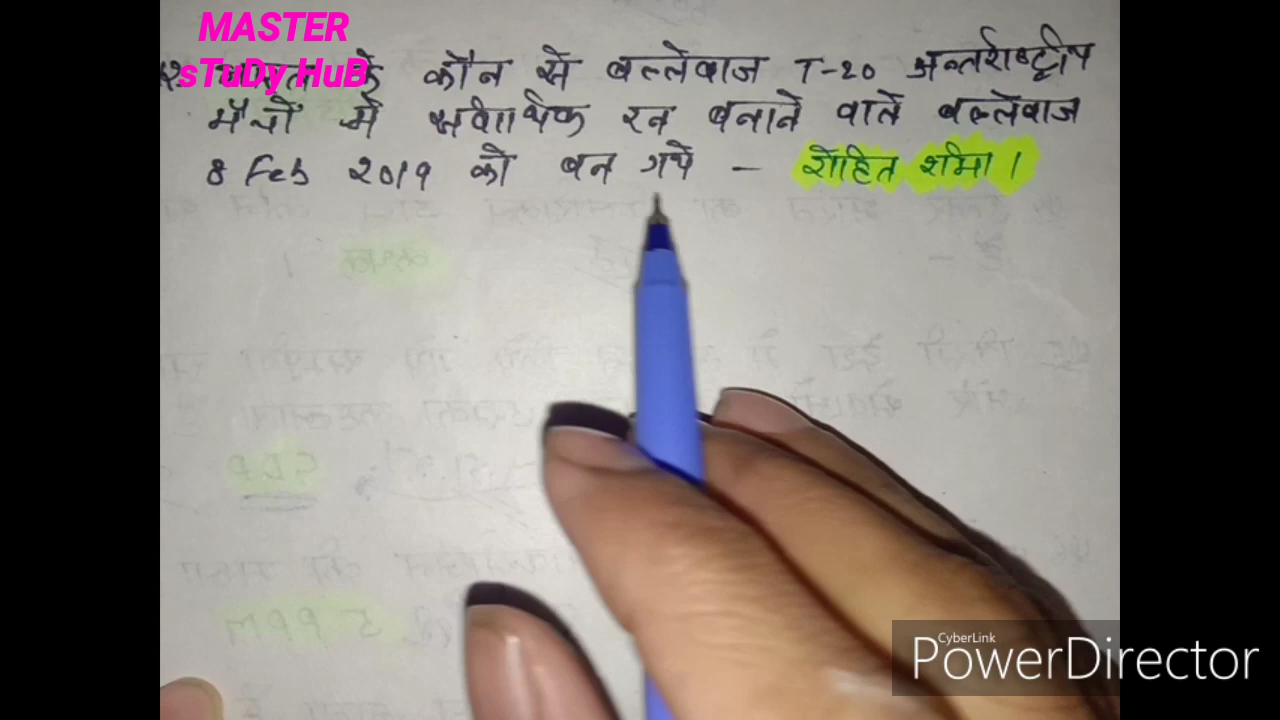 MASTER
sTuDy HuB
के कौन से बल्लेबाज T-20 अन्तर्राष्ट्रीय
मैचों में सर्वाधिक रन बनाने वाले बल्लेबाज
8 Feb 2019 को बन गये – रोहित शर्मा।
CyberLink
PowerDirector